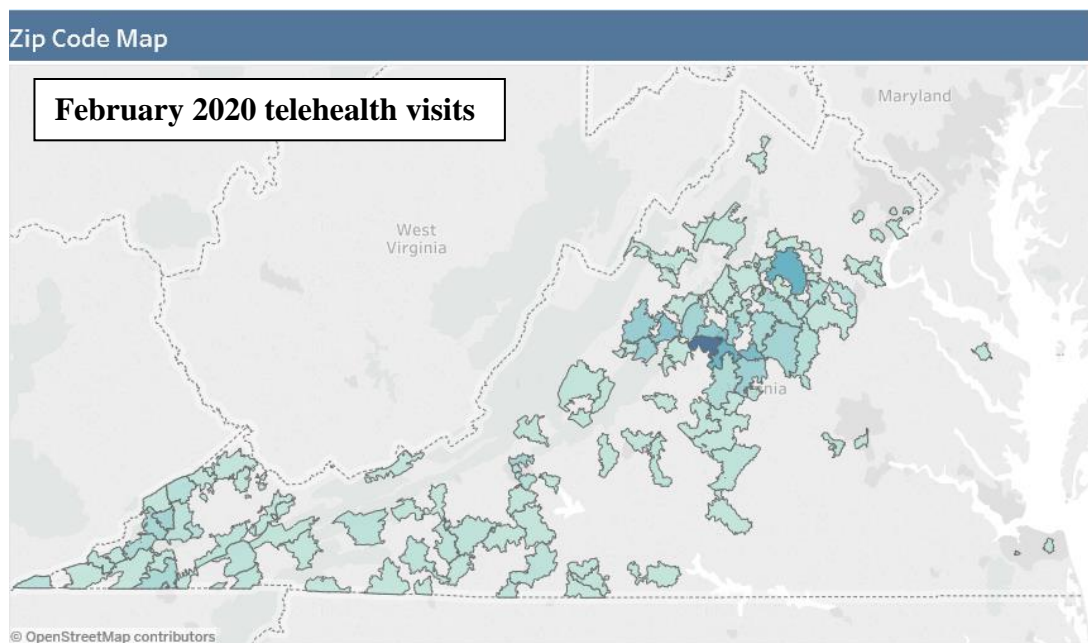 Zip Code Map
February 2020 telehealth visits
Maryland
West
Virginia
© OpenStreetMap contributors